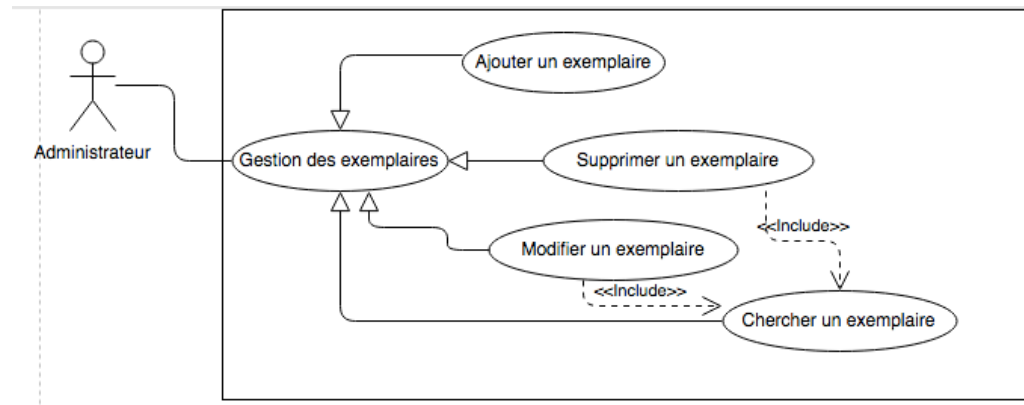 Ajouter un exemplaire
Administrateur
Gestion des exemplaires
Supprimer un exemplaire
<<Include>>
Modifier un exemplaire
<<Include>>
Chercher un exemplaire